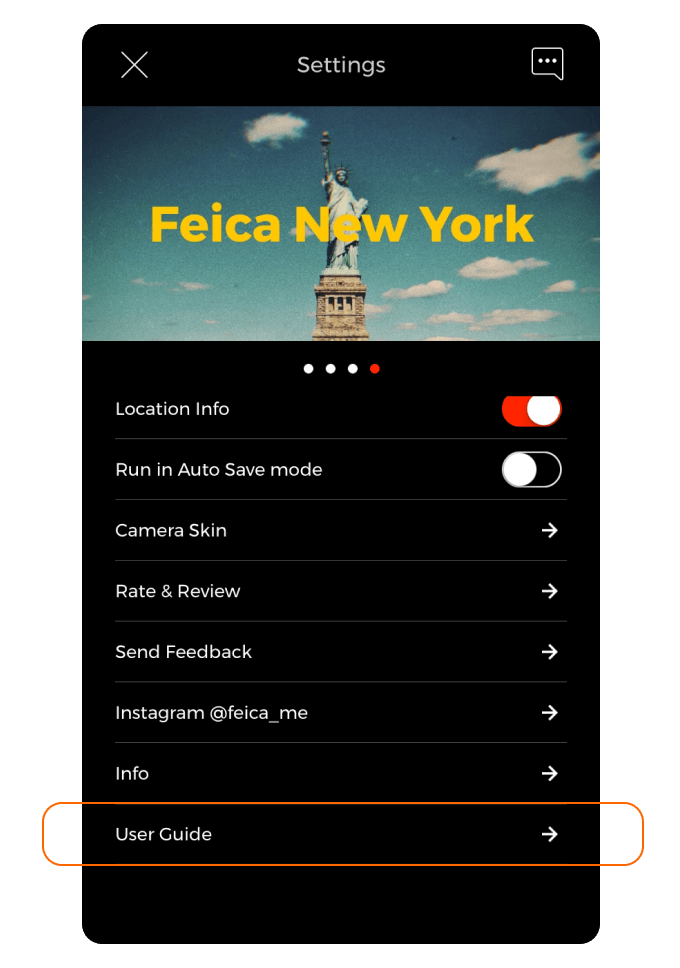 Settings
Feica New York
Location Info
Run in Auto Save mode
Camera Skin
Rate & Review
Send Feedback
Instagram @feica_me
Info
User Guide